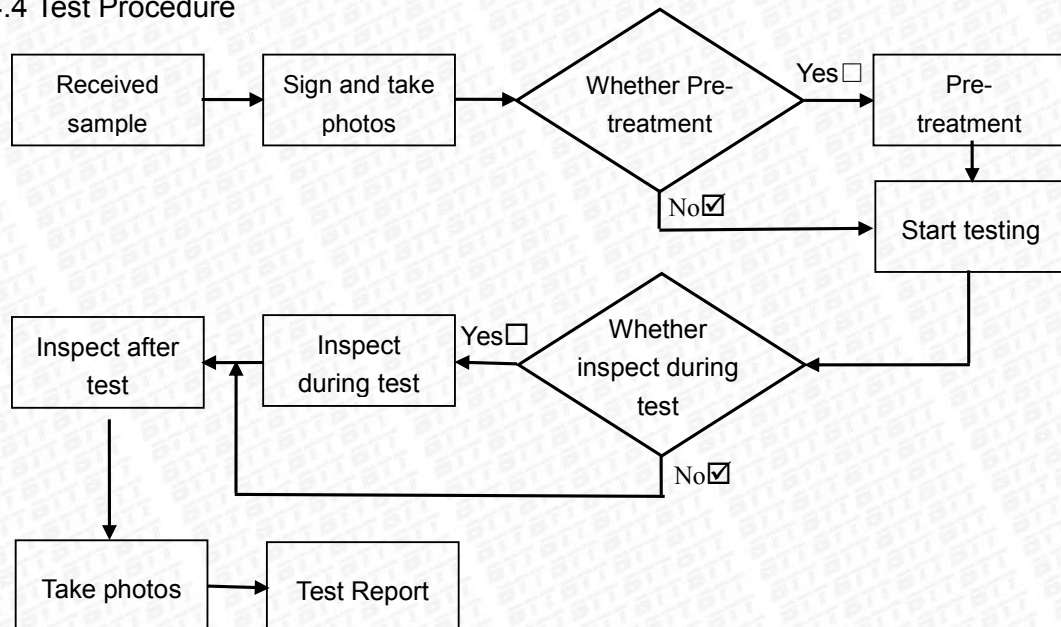 .4 Test Procedure
Received
sample
Sign and take
photos
Whether Pre-
treatment
Yes☐
Pre-
treatment
No☑
Start testing
Whether
inspect during
test
Yes☐
No☑
Inspect
during test
Inspect after
test
Take photos
Test Report